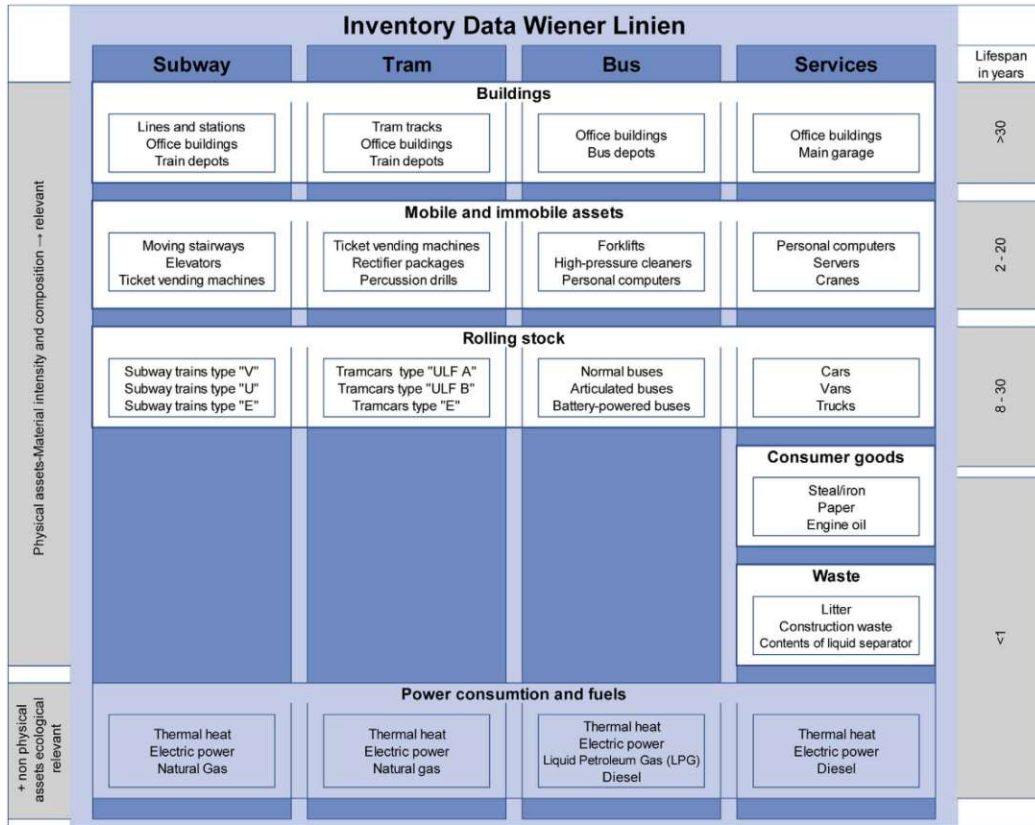 Inventory Data Wiener Linien
Subway
Tram
Bus
Services
Lifespan
in years
Physical assets-Material intensity and composition → relevant
Buildings
Lines and stations
Office buildings
Train depots
Tram tracks
Office buildings
Train depots
Office buildings
Bus depots
Office buildings
Main garage
>30
Mobile and immobile assets
Moving stairways
Elevators
Ticket vending machines
Ticket vending machines
Rectifier packages
Percussion drills
Forklifts
High-pressure cleaners
Personal computers
Personal computers
Servers
Cranes
2 - 20
Rolling stock
Subway trains type "V"
Subway trains type "U"
Subway trains type "E"
Tramcars type "ULF A"
Tramcars type "ULF B"
Tramcars type "E"
Normal buses
Articulated buses
Battery-powered buses
Cars
Vans
Trucks
8 - 30
Consumer goods
Steal/iron
Paper
Engine oil
Waste
Litter
Construction waste
Contents of liquid separator
<1
+ non physical
assets ecological
relevant
Power consumtion and fuels
Thermal heat
Electric power
Natural Gas
Thermal heat
Electric power
Natural gas
Thermal heat
Electric power
Liquid Petroleum Gas (LPG)
Diesel
Thermal heat
Electric power
Diesel